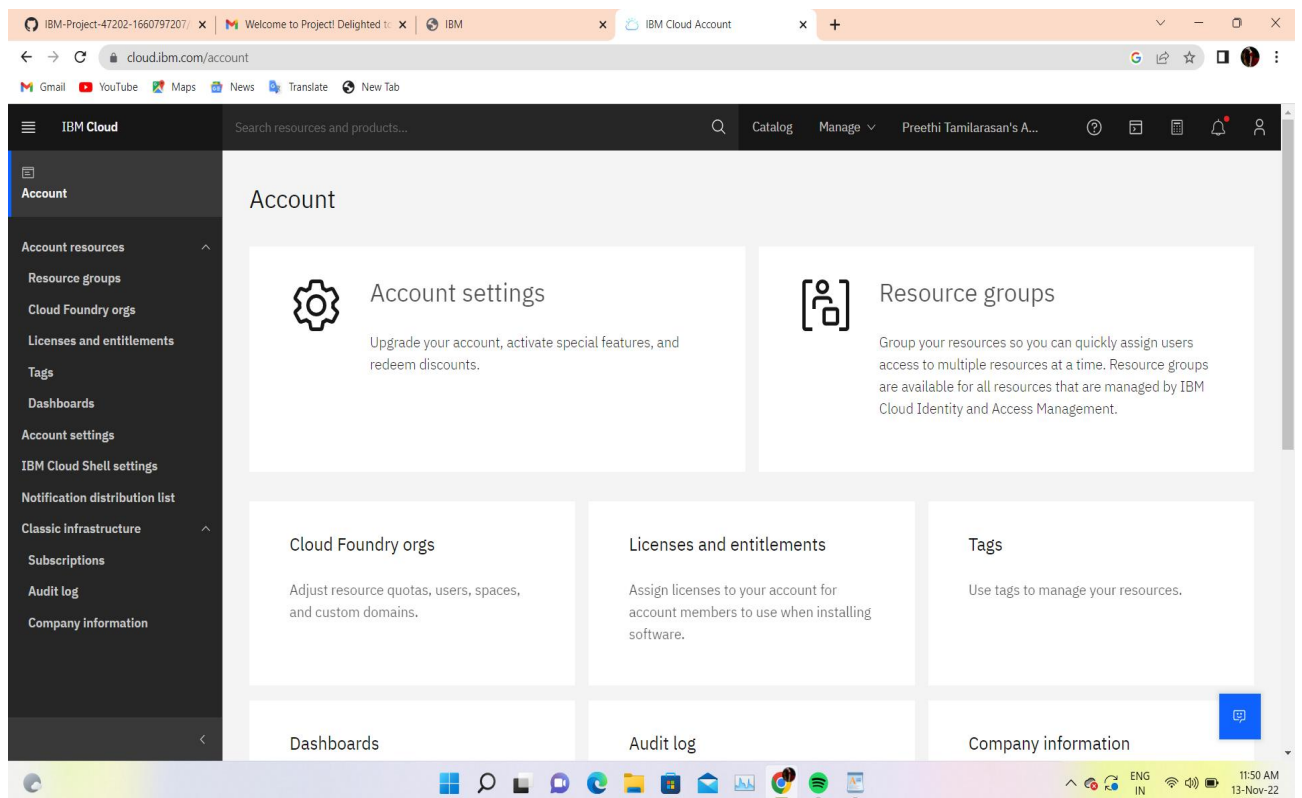 IBM-Project-47202-1660797207/
Welcome to Project! Delighted to
IBM
IBM Cloud Account
cloud.ibm.com/account
Gmail YouTube Maps News Translate New Tab
IBM Cloud Search resources and products... Catalog Manage Preethi Tamilarasan's A...
Account
Account resources
Resource groups
Cloud Foundry orgs
Licenses and entitlements
Tags
Dashboards
Account settings
IBM Cloud Shell settings
Notification distribution list
Classic infrastructure
Subscriptions
Audit log
Company information
Account
Account settings
Upgrade your account, activate special features, and
redeem discounts.
Resource groups
Group your resources so you can quickly assign users
access to multiple resources at a time. Resource groups
are available for all resources that are managed by IBM
Cloud Identity and Access Management.
Cloud Foundry orgs
Adjust resource quotas, users, spaces,
and custom domains.
Licenses and entitlements
Assign licenses to your account for
account members to use when installing
software.
Tags
Use tags to manage your resources.
Dashboards
Audit log
Company information
ENG
IN
11:50 AM
13-Nov-22